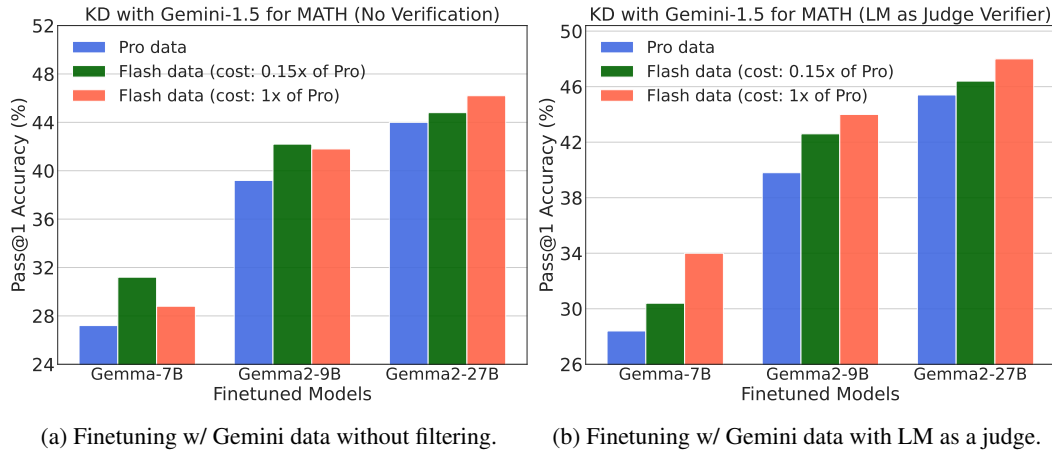 KD with Gemini-1.5 for MATH (No Verification)
52
48
44
40
36
32
28
24
Pass@1 Accuracy (%)
Pro data
Flash data (cost: 0.15x of Pro)
Flash data (cost: 1x of Pro)
Gemma-7B
Gemma2-9B
Gemma2-27B
Finetuned Models
(a) Finetuning w/ Gemini data without filtering.
KD with Gemini-1.5 for MATH (LM as Judge Verifier)
50
46
42
38
34
30
26
Pass@1 Accuracy (%)
Pro data
Flash data (cost: 0.15x of Pro)
Flash data (cost: 1x of Pro)
Gemma-7B
Gemma2-9B
Gemma2-27B
Finetuned Models
(b) Finetuning w/ Gemini data with LM as a judge.